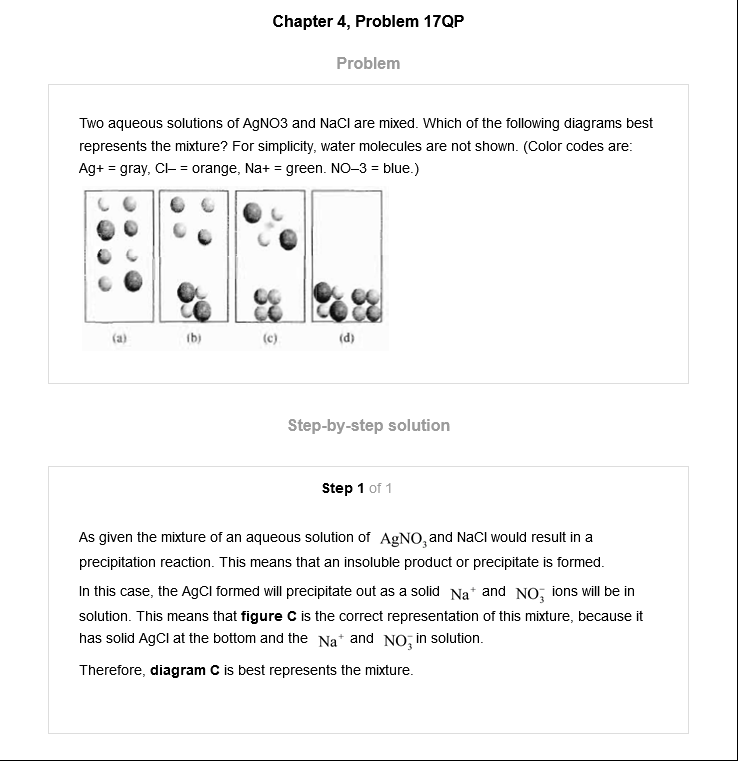 Chapter 4, Problem 17QP
Problem
Two aqueous solutions of AgNO3 and NaCl are mixed. Which of the following diagrams best
represents the mixture? For simplicity, water molecules are not shown. (Color codes are:
Ag+ = gray, Cl– = orange, Na+ = green. NO–3 = blue.)
(a) (b) (c) (d)
Step-by-step solution
Step 1 of 1
As given the mixture of an aqueous solution of AgNO₃ and NaCl would result in a
precipitation reaction. This means that an insoluble product or precipitate is formed.
In this case, the AgCl formed will precipitate out as a solid Na⁺ and NO₃⁻ ions will be in
solution. This means that figure C is the correct representation of this mixture, because it
has solid AgCl at the bottom and the Na⁺ and NO₃⁻ in solution.
Therefore, diagram C is best represents the mixture.